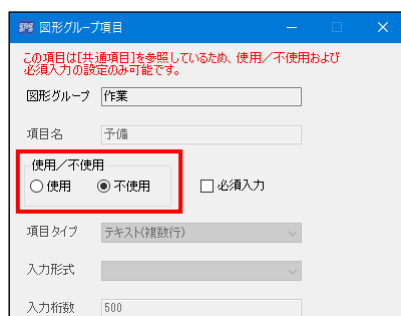 SPS 図形グループ項目
この項目は[共通項目]を参照しているため、使用／不使用および
必須入力の設定のみ可能です。
図形グループ 作業
項目名 予備
使用／不使用
使用 不使用 必須入力
項目タイプ テキスト(複数行)
入力形式
入力桁数 500